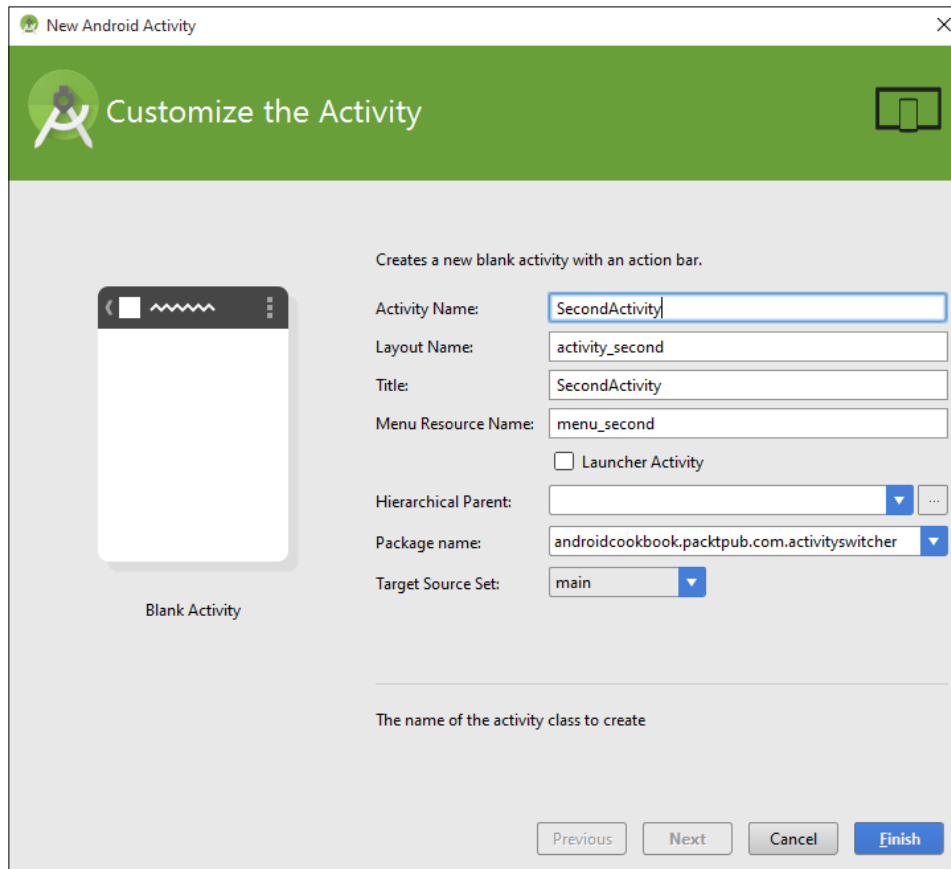 New Android Activity
Customize the Activity
Creates a new blank activity with an action bar.
Activity Name: SecondActivity
Layout Name: activity_second
Title: SecondActivity
Menu Resource Name: menu_second
Launcher Activity
Hierarchical Parent: ...
Package name: androidcookbook.packtpub.com.activityswitcher
Target Source Set: main
Blank Activity
The name of the activity class to create
Previous Next Cancel Finish